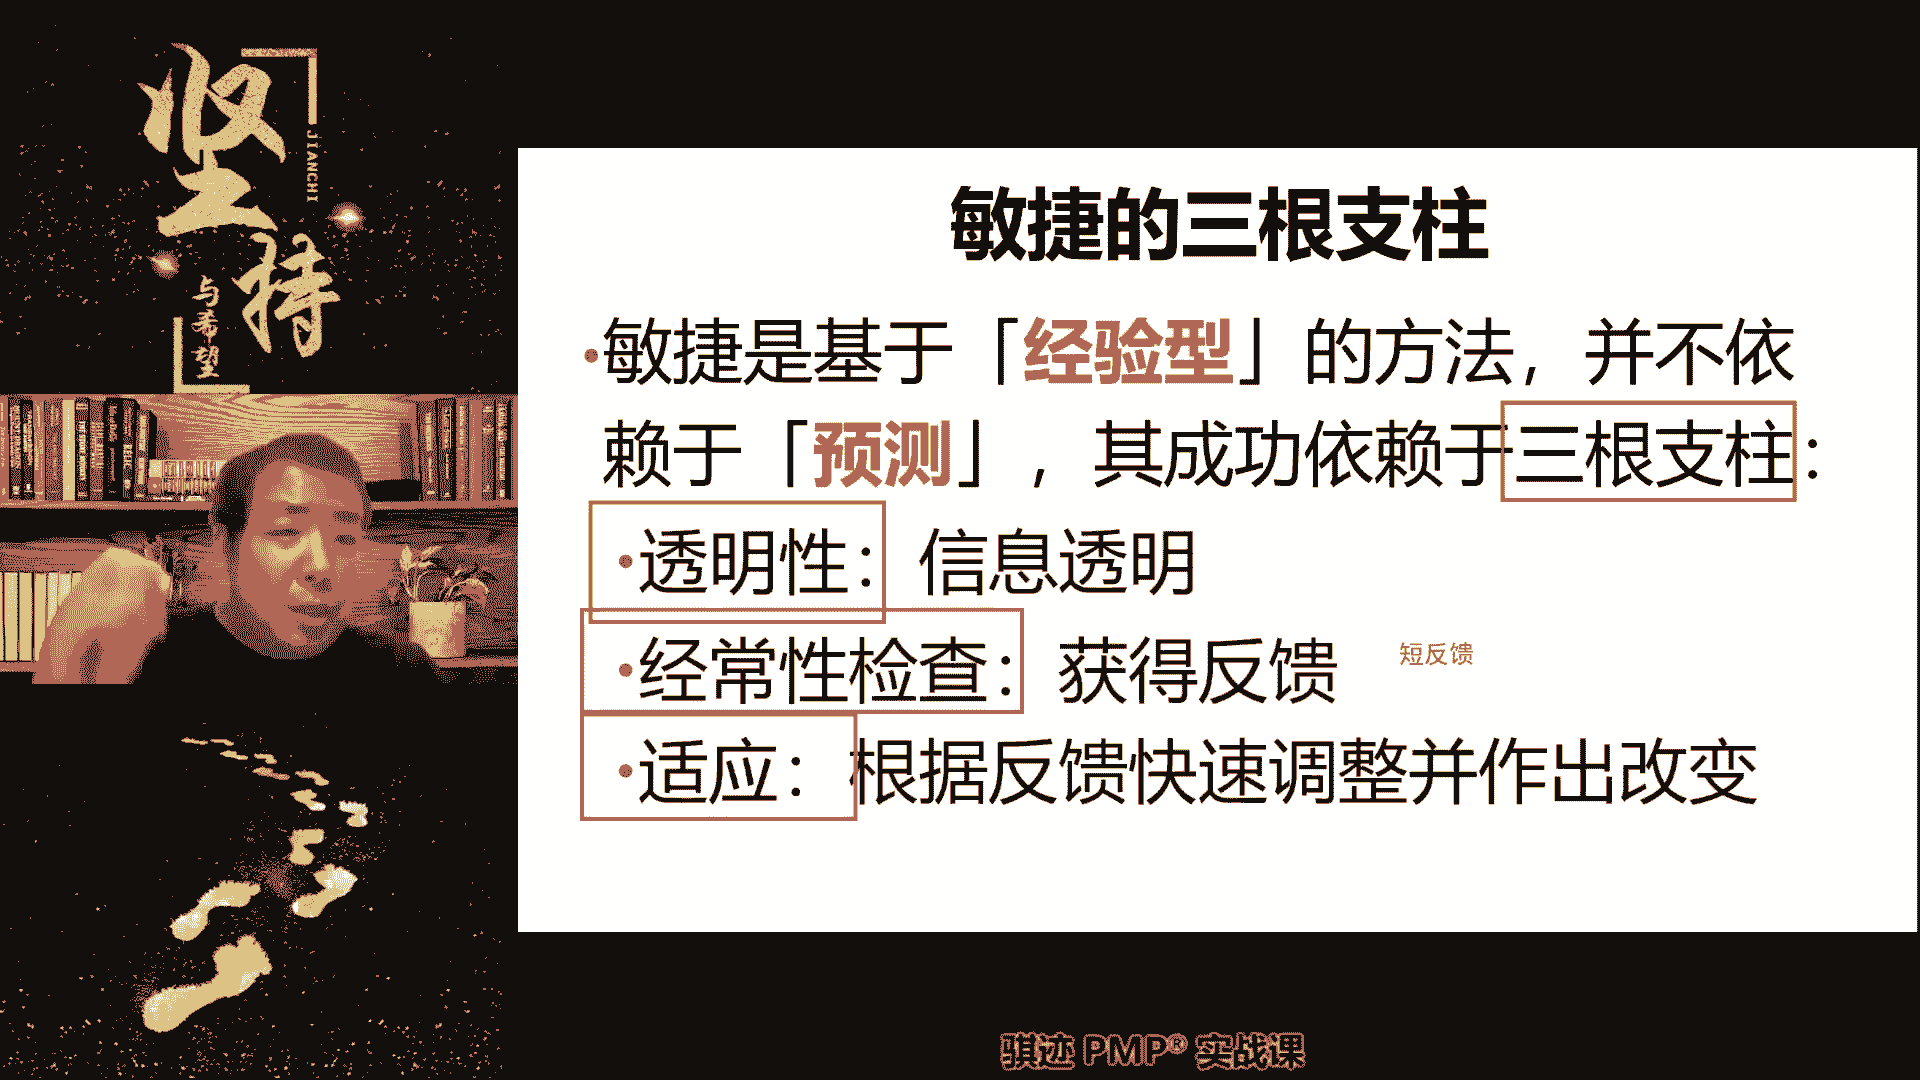 坚持
JIANCHI
与希望
敏捷的三根支柱
•敏捷是基于「经验型」的方法，并不依
赖于「预测」，其成功依赖于三根支柱：
•透明性：信息透明
•经常性检查：获得反馈
短反馈
•适应：根据反馈快速调整并作出改变
骐迹 PMP® 实战课